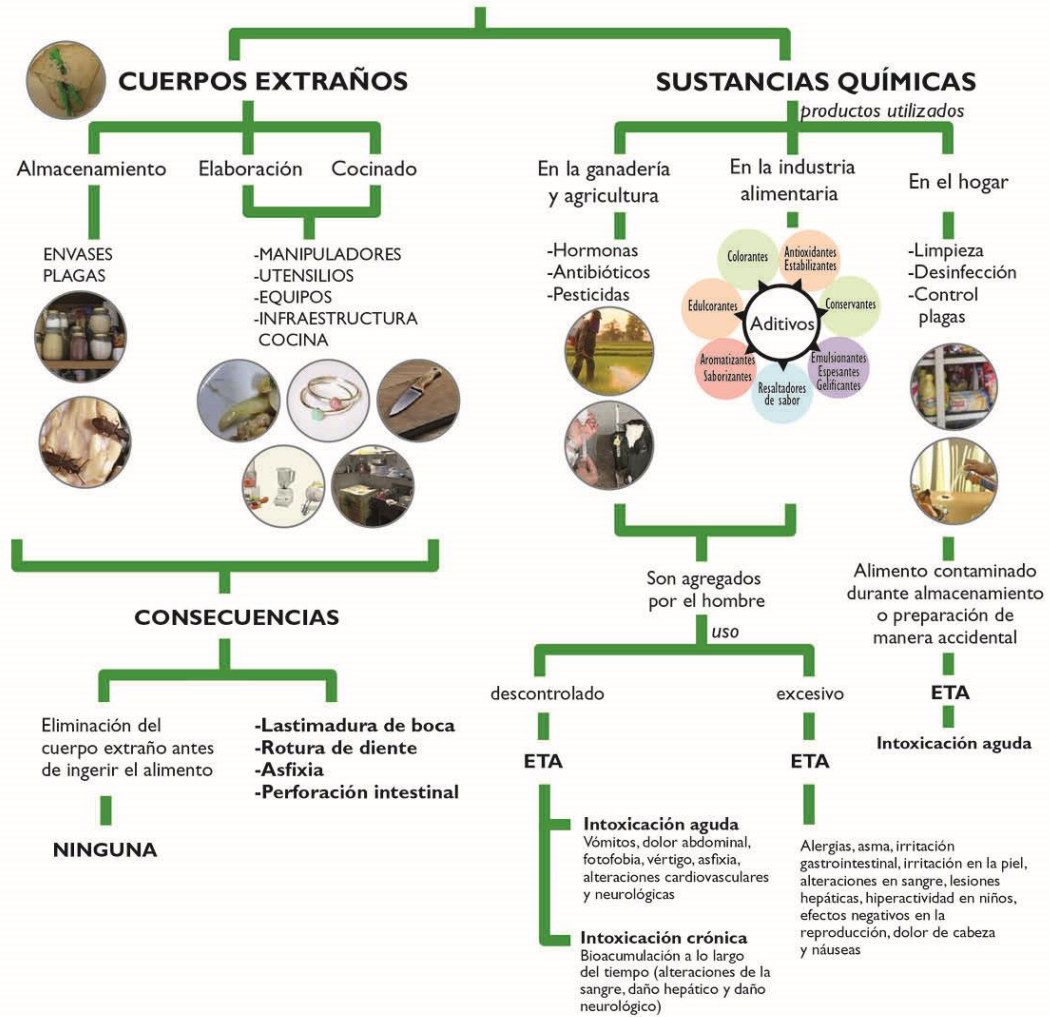 CUERPOS EXTRAÑOS
Almacenamiento
Elaboración
Cocinado
ENVASES
PLAGAS
-MANIPULADORES
-UTENSILIOS
-EQUIPOS
-INFRAESTRUCTURA
COCINA
CONSECUENCIAS
Eliminación del
cuerpo extraño antes
de ingerir el alimento
NINGUNA
-Lastimadura de boca
-Rotura de diente
-Asfixia
-Perforación intestinal
SUSTANCIAS QUÍMICAS
productos utilizados
En la ganadería
y agricultura
-Hormonas
-Antibióticos
-Pesticidas
En la industria
alimentaria
Aditivos
Colorantes
Antioxidantes
Estabilizantes
Conservantes
Emulsionantes
Espesantes
Gelificantes
Resaltadores
de sabor
Aromatizantes
Saborizantes
Edulcorantes
En el hogar
-Limpieza
-Desinfección
-Control
plagas
Son agregados
por el hombre
uso
descontrolado
ETA
Intoxicación aguda
Vómitos, dolor abdominal,
fotofobia, vértigo, asfixia,
alteraciones cardiovasculares
y neurológicas
Intoxicación crónica
Bioacumulación a lo largo
del tiempo (alteraciones de la
sangre, daño hepático y daño
neurológico)
excesivo
ETA
Alergias, asma, irritación
gastrointestinal, irritación en la piel,
alteraciones en sangre, lesiones
hepáticas, hiperactividad en niños,
efectos negativos en la
reproducción, dolor de cabeza
y náuseas
Alimento contaminado
durante almacenamiento
o preparación de
manera accidental
ETA
Intoxicación aguda